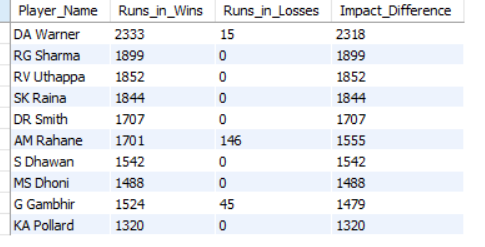 Player_Name Runs_in_Wins Runs_in_Losses Impact_Difference
DA Warner 2333 15 2318
RG Sharma 1899 0 1899
RV Uthappa 1852 0 1852
SK Raina 1844 0 1844
DR Smith 1707 0 1707
AM Rahane 1701 146 1555
S Dhawan 1542 0 1542
MS Dhoni 1488 0 1488
G Gambhir 1524 45 1479
KA Pollard 1320 0 1320